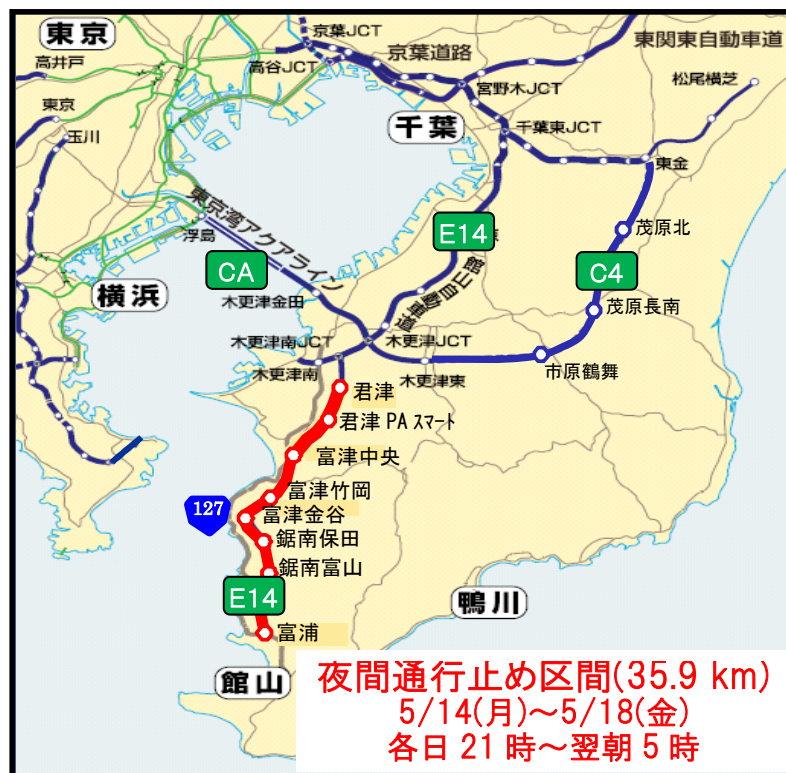 東京
京葉JCT
高井戸
高谷JCT
京葉道路
東関東自動車道
宮野木JCT
松尾横芝
東京
千葉
千葉東JCT
玉川
東金
東京湾アクアライン
浮島
E14
茂原北
CA
館山自動車道
C4
横浜
木更津金田
茂原長南
木更津南JCT
木更津JCT
木更津南
木更津東
市原鶴舞
君津
君津 PA スマート
富津中央
富津竹岡
127
富津金谷
鋸南保田
鋸南富山
E14
鴨川
富浦
館山
夜間通行止め区間(35.9 km)
5/14(月)～5/18(金)
各日 21 時～翌朝 5 時